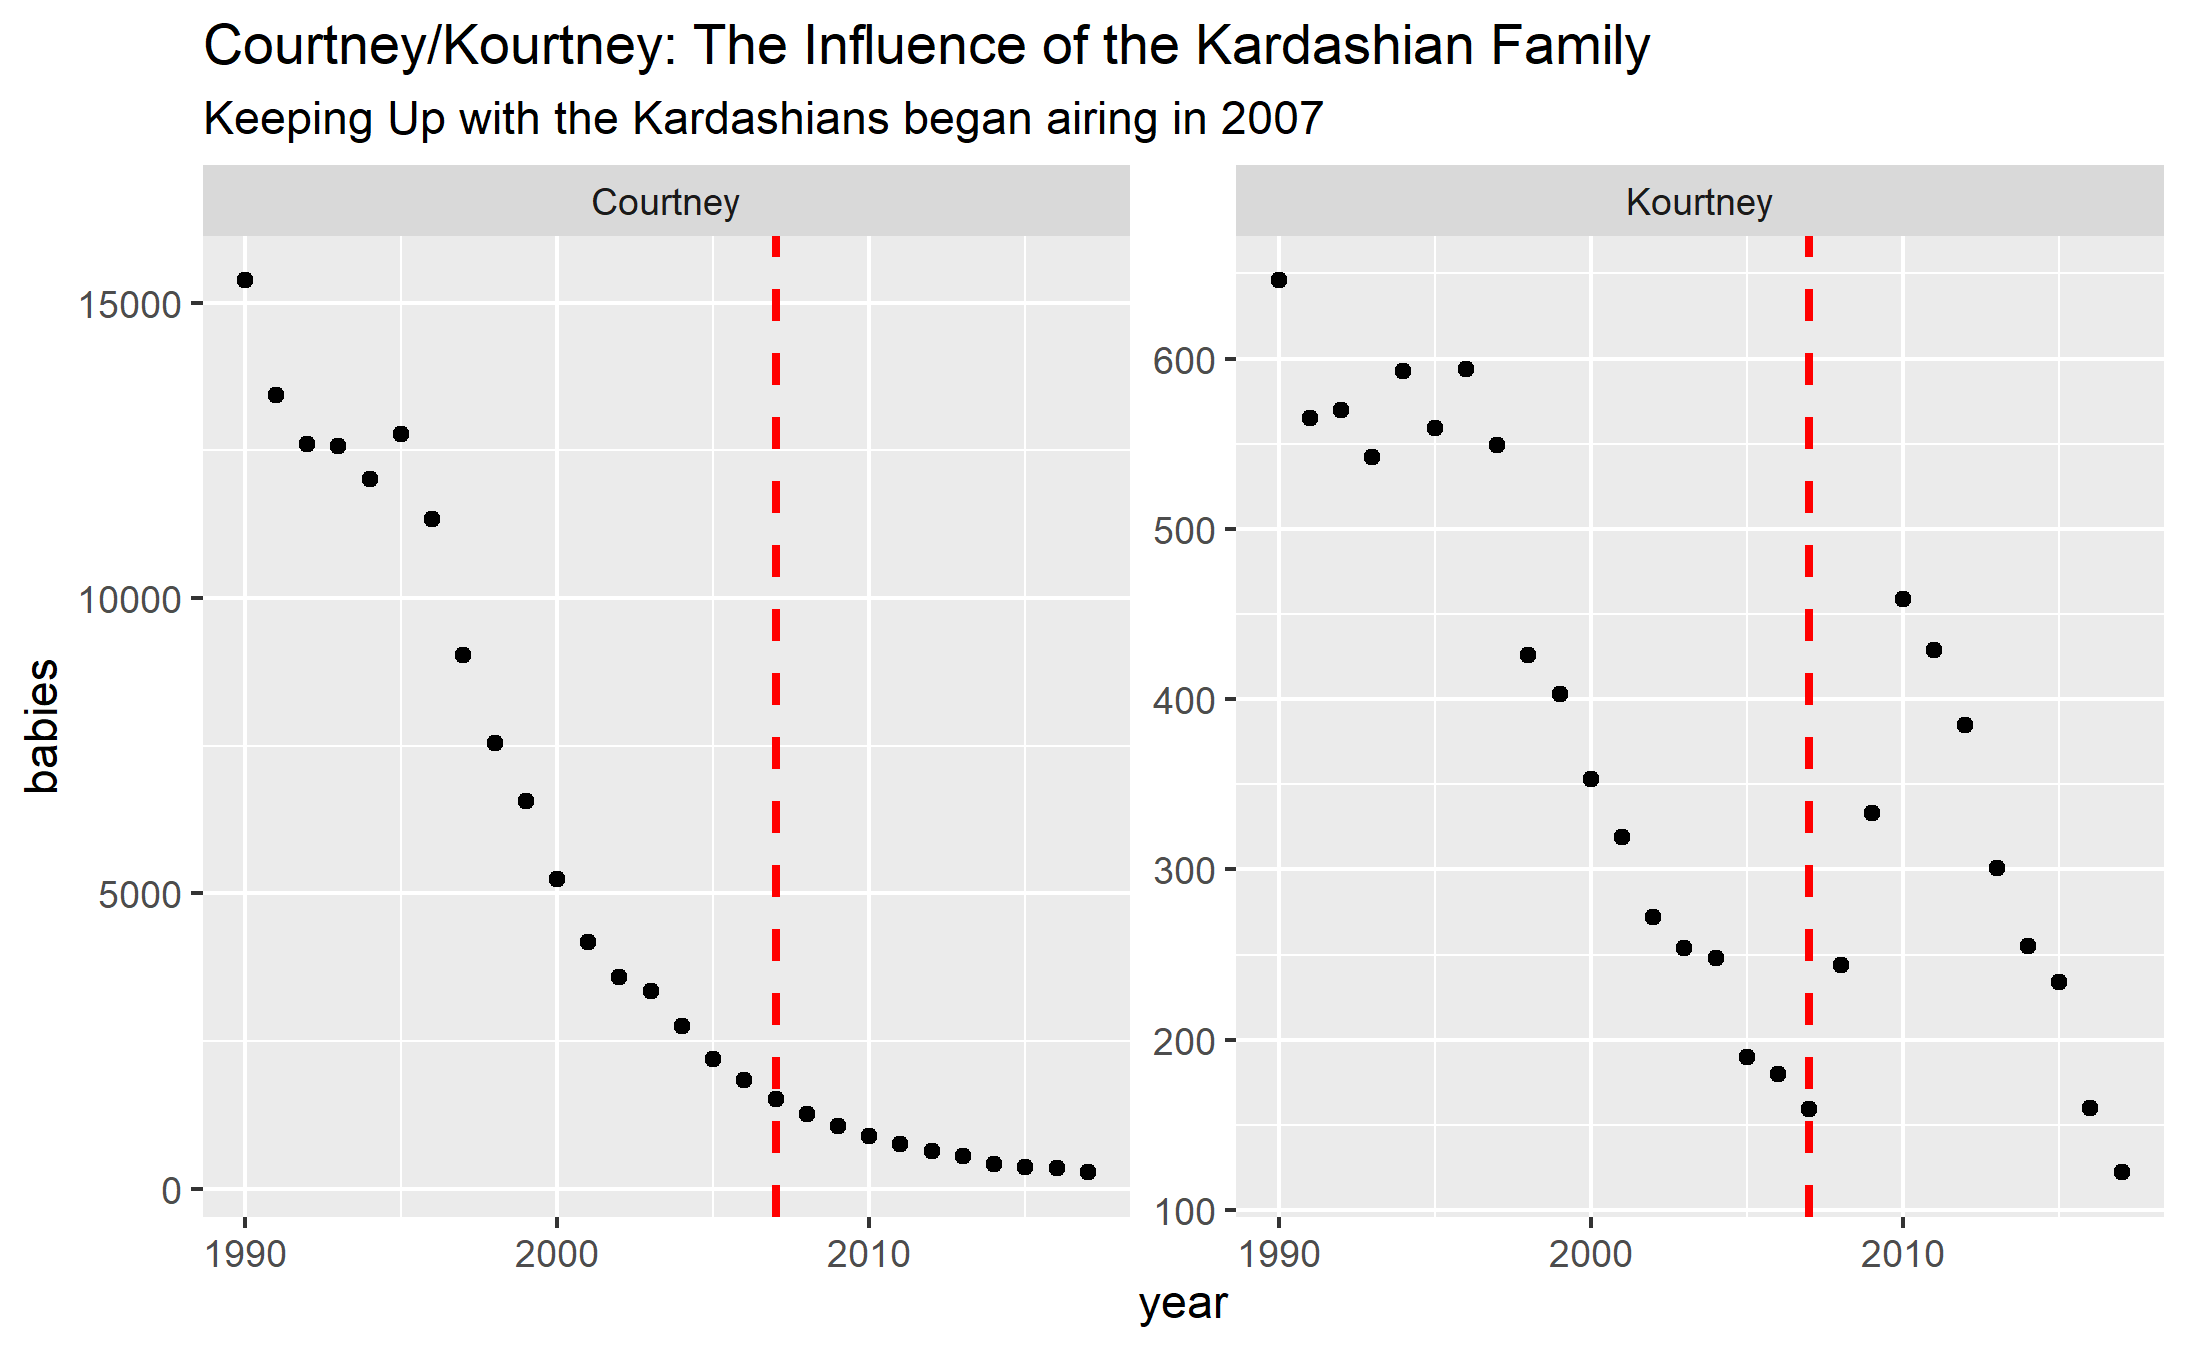 Courtney/Kourtney: The Influence of the Kardashian Family
Keeping Up with the Kardashians began airing in 2007
Courtney
Kourtney
babies
15000
10000
5000
0
600
500
400
300
200
100
1990 2000 2010
1990 2000 2010
year